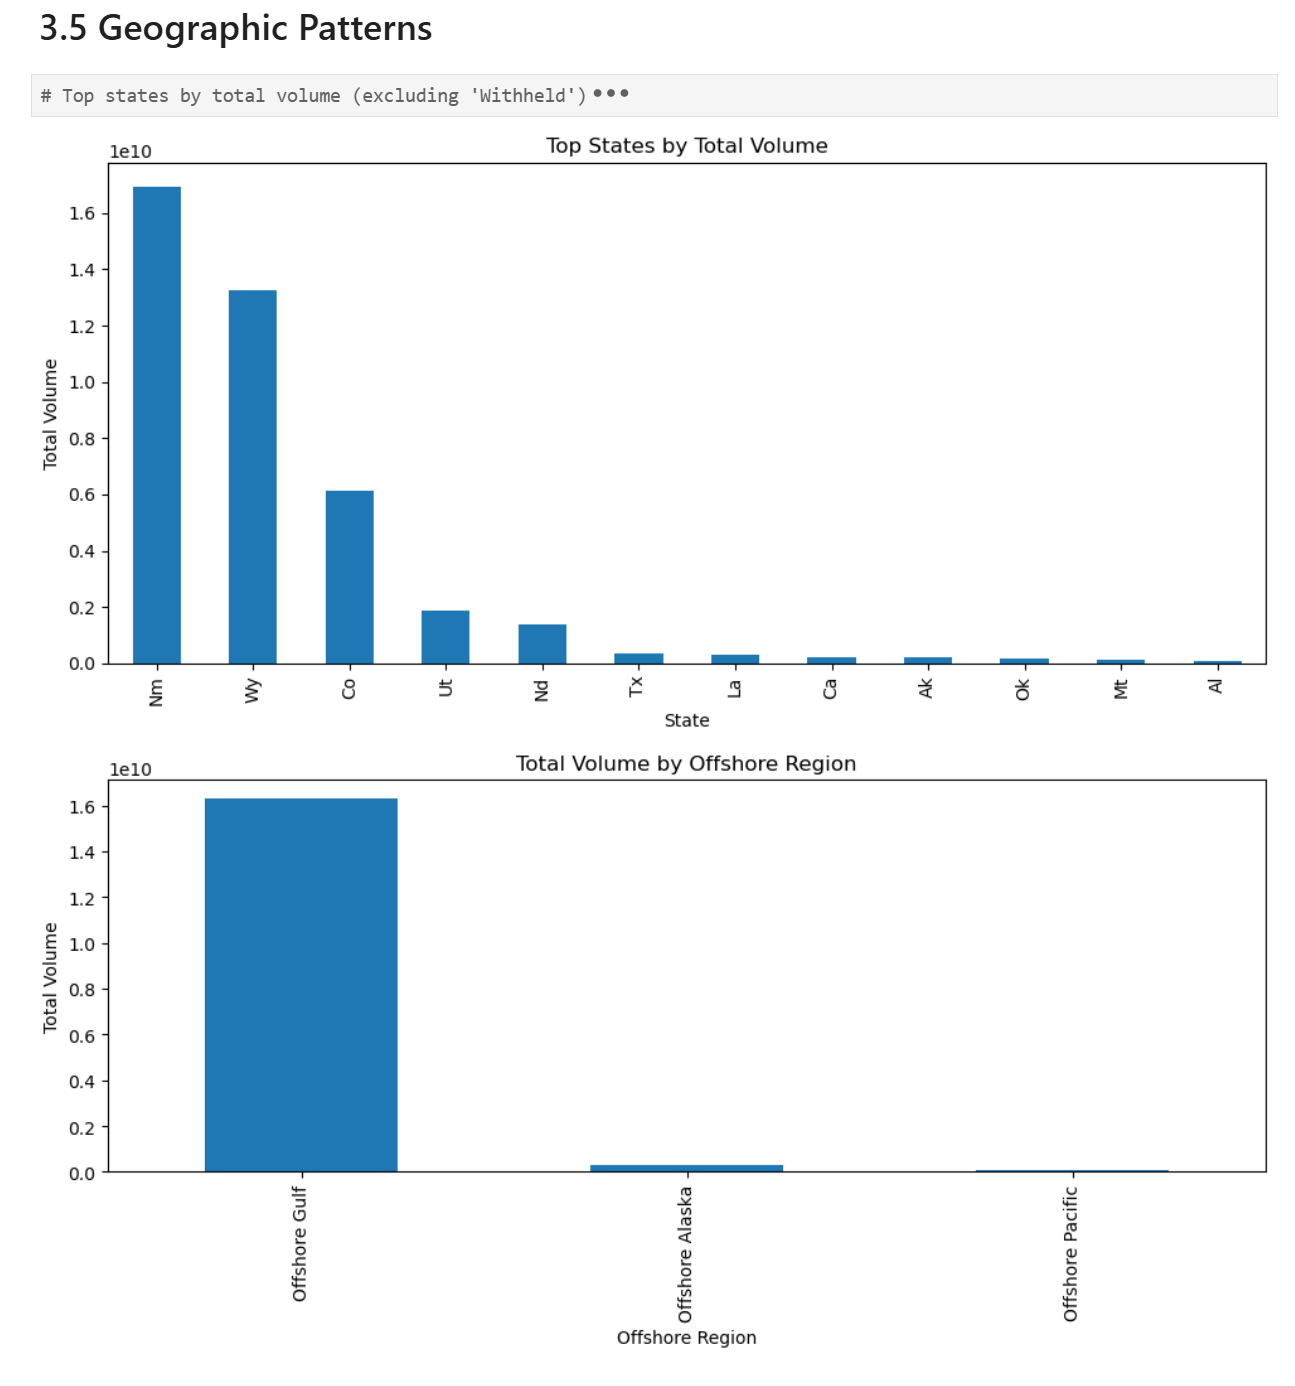 3.5 Geographic Patterns
# Top states by total volume (excluding 'Withheld')•••
Top States by Total Volume
1e10
1.6
1.4
1.2
1.0
0.8
0.6
0.4
0.2
0.0
Total Volume
Nm
Wy
Co
Ut
Nd
Tx
La
Ca
Ak
Ok
Mt
Al
State
Total Volume by Offshore Region
1e10
1.6
1.4
1.2
1.0
0.8
0.6
0.4
0.2
0.0
Total Volume
Offshore Gulf
Offshore Alaska
Offshore Pacific
Offshore Region